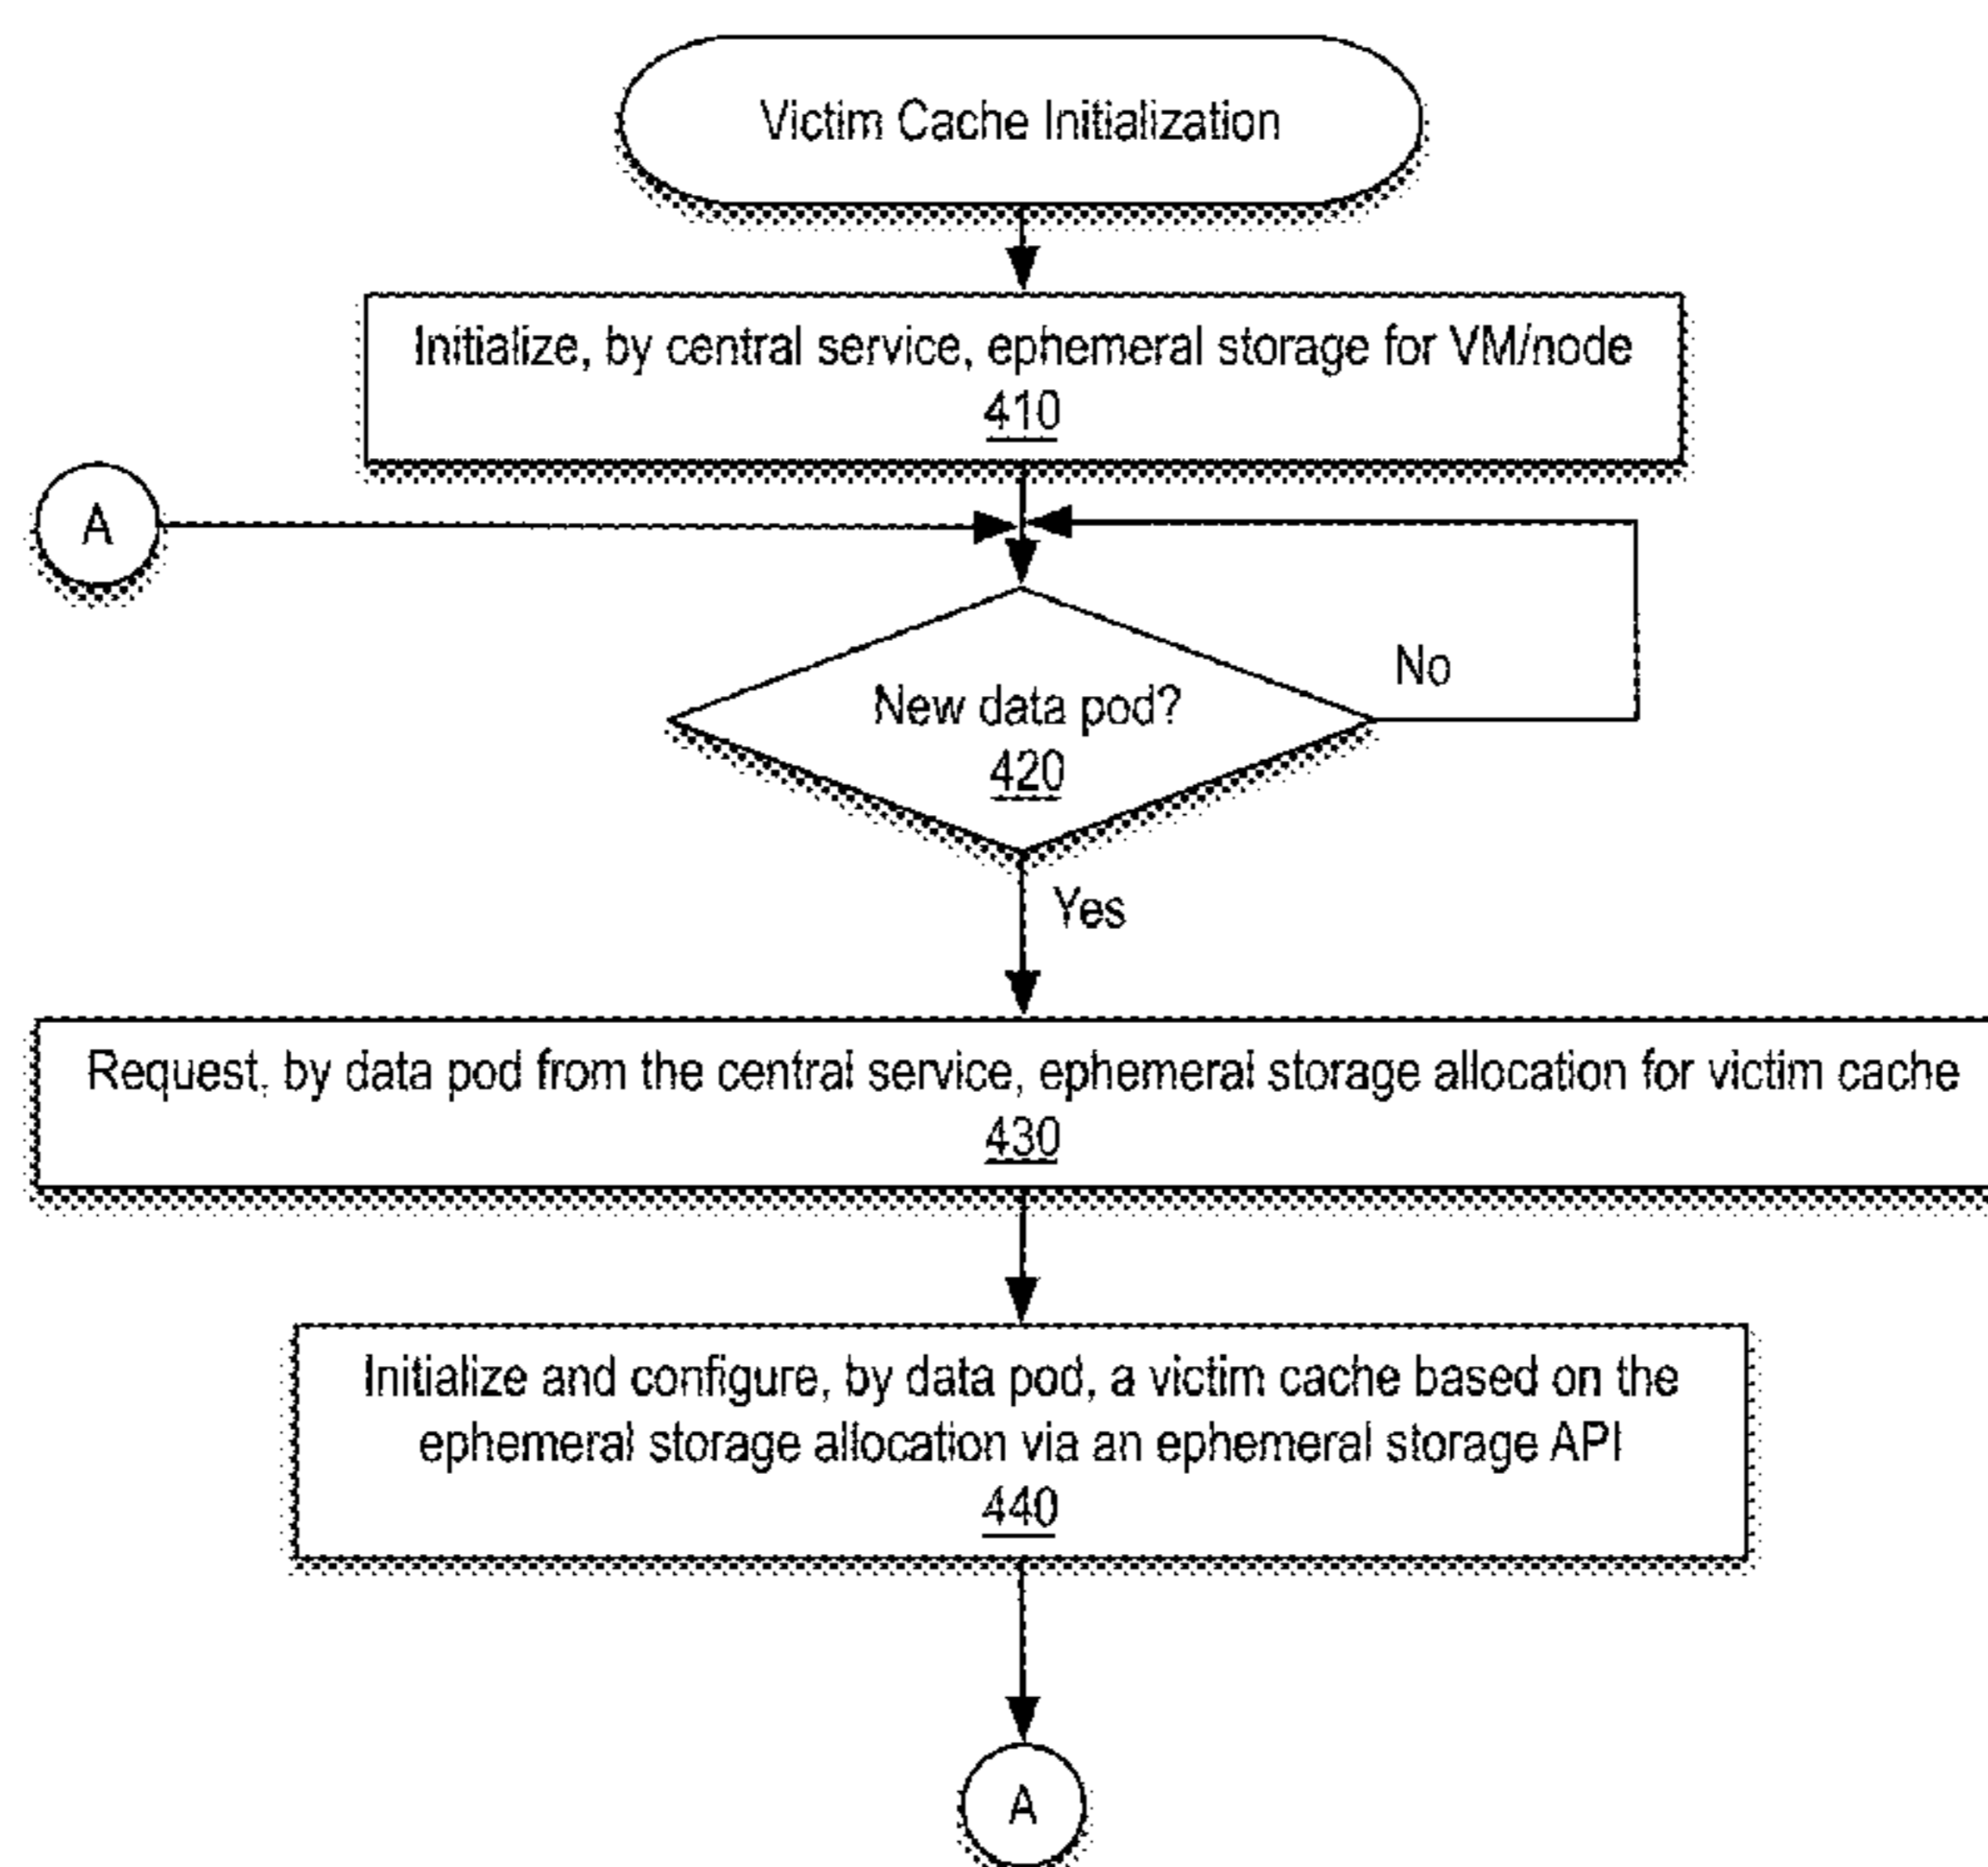 Victim Cache Initialization
Initialize, by central service, ephemeral storage for VM/node
410
A
No
New data pod?
420
Yes
Request, by data pod from the central service, ephemeral storage allocation for victim cache
430
Initialize and configure, by data pod, a victim cache based on the
ephemeral storage allocation via an ephemeral storage API
440
A